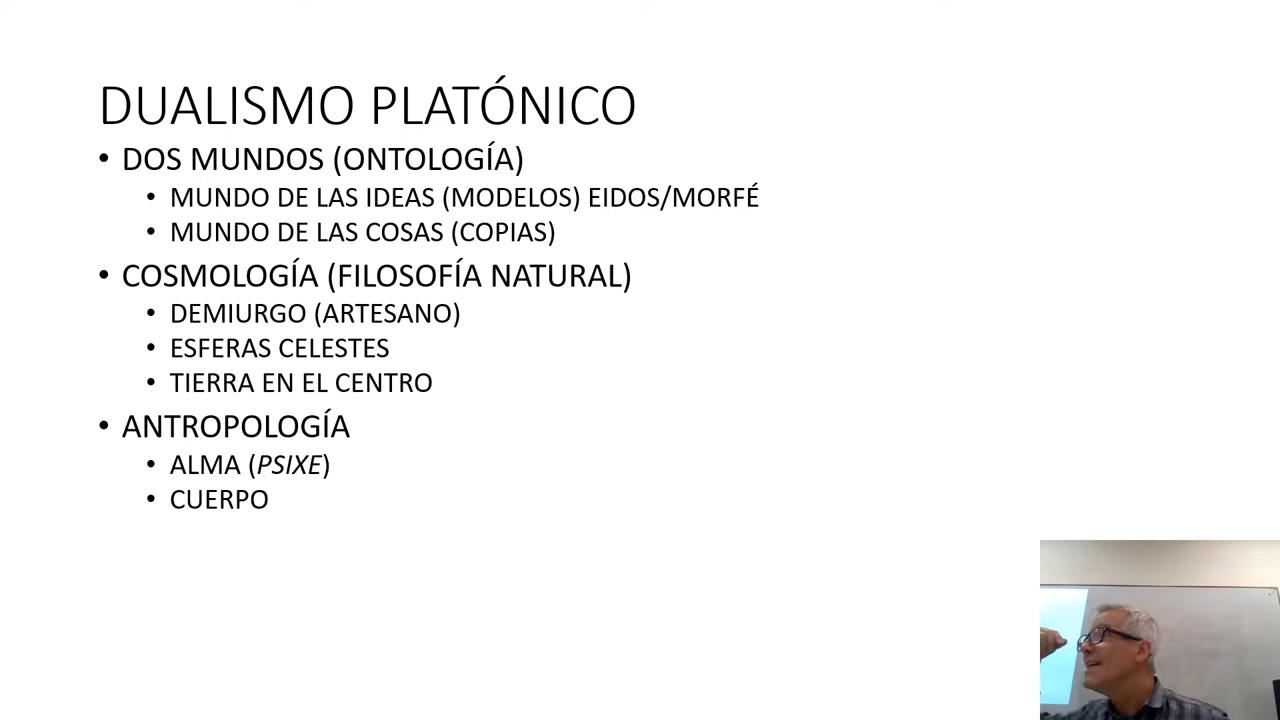 DUALISMO PLATÓNICO
• DOS MUNDOS (ONTOLOGÍA)
• MUNDO DE LAS IDEAS (MODELOS) EIDOS/MORFÉ
• MUNDO DE LAS COSAS (COPIAS)
• COSMOLOGÍA (FILOSOFÍA NATURAL)
• DEMIURGO (ARTESANO)
• ESFERAS CELESTES
• TIERRA EN EL CENTRO
• ANTROPOLOGÍA
• ALMA (PSIXE)
• CUERPO